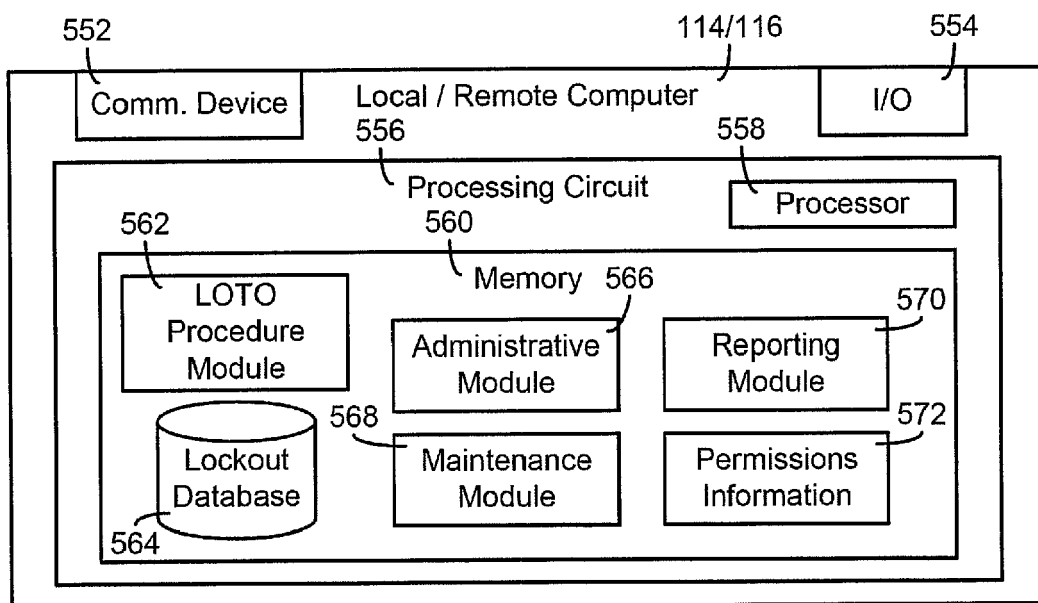 552
114/116
554
Comm. Device
Local / Remote Computer
I/O
556
558
Processing Circuit
Processor
562
560
Memory
566
570
LOTO
Procedure
Module
Administrative
Module
Reporting
Module
568
572
Lockout
Database
Maintenance
Module
Permissions
Information
564